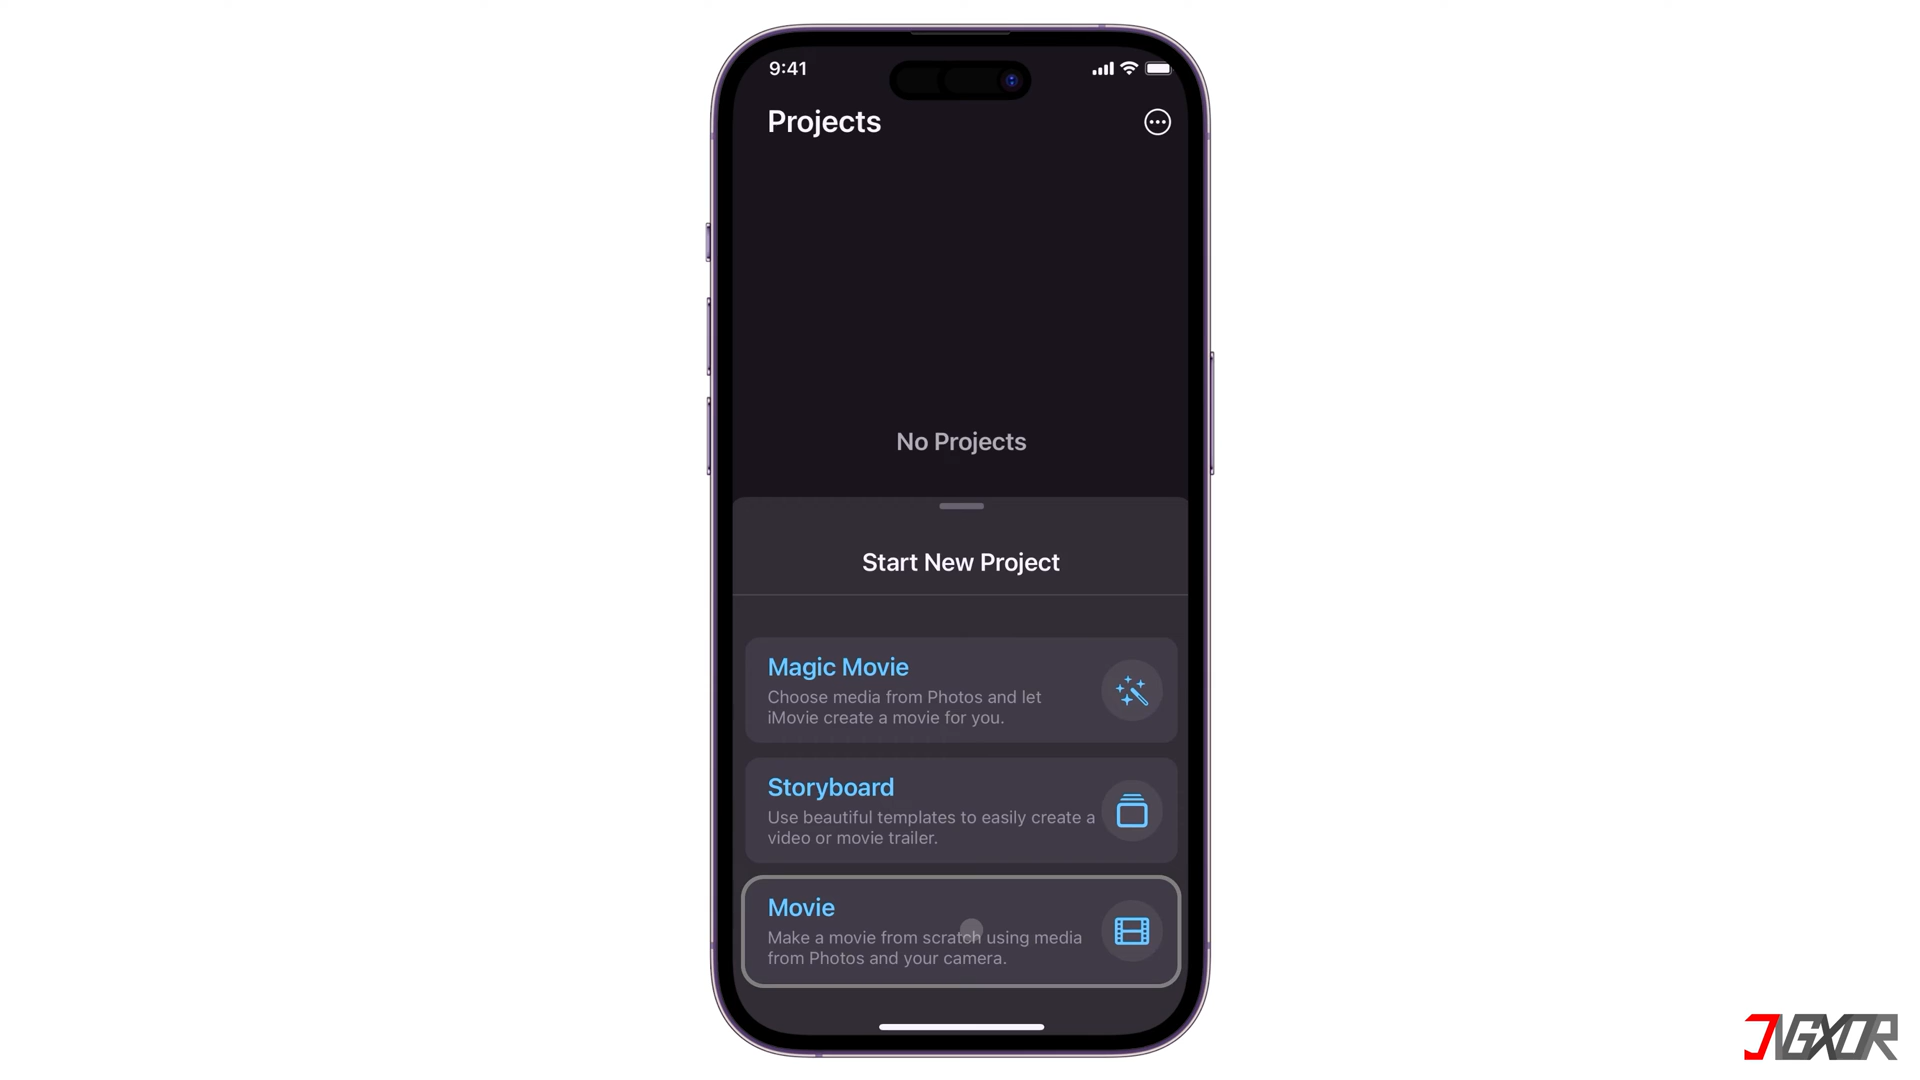 9:41
Projects
No Projects
Start New Project
Magic Movie
Choose media from Photos and let
iMovie create a movie for you.
Storyboard
Use beautiful templates to easily create a
video or movie trailer.
Movie
Make a movie from scratch using media
from Photos and your camera.